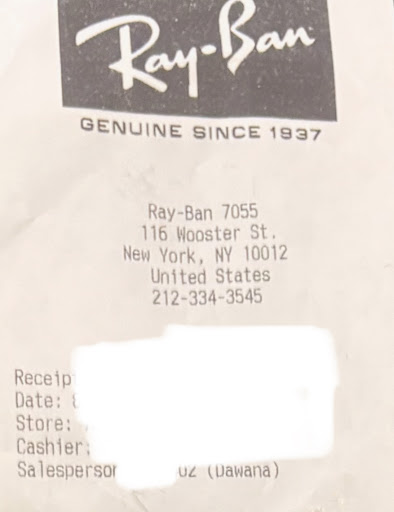 Ray-Ban
GENUINE SINCE 1937
Ray-Ban 7055
116 Wooster St.
New York, NY 10012
United States
212-334-3545
Receip
Date:
Store:
Cashier:
Salesperson (Dawana)